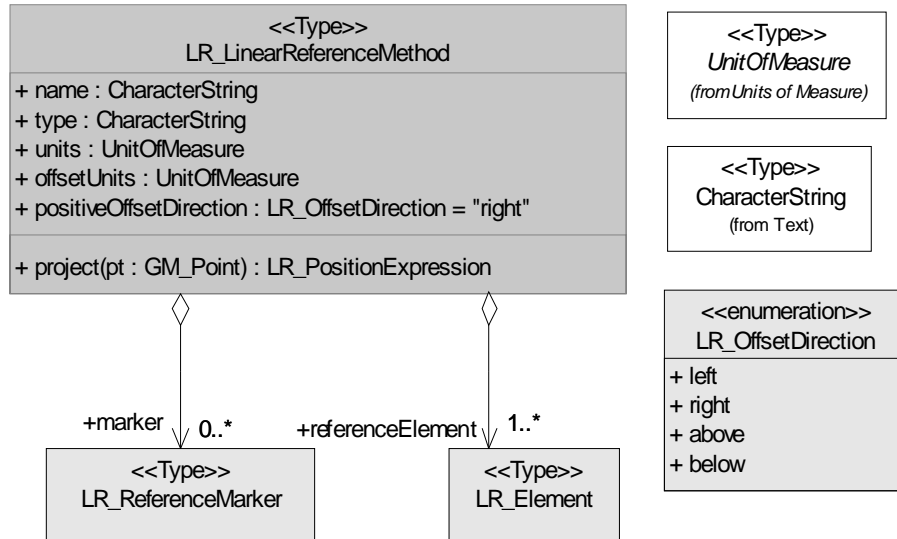 <<Type>>
LR_LinearReferenceMethod
+ name : CharacterString
+ type : CharacterString
+ units : UnitOfMeasure
+ offsetUnits : UnitOfMeasure
+ positiveOffsetDirection : LR_OffsetDirection = "right"
+ project(pt : GM_Point) : LR_PositionExpression
+marker
0..*
+referenceElement
1..*
<<Type>>
LR_ReferenceMarker
<<Type>>
LR_Element
<<Type>>
UnitOfMeasure
(from Units of Measure)
<<Type>>
CharacterString
(from Text)
<<enumeration>>
LR_OffsetDirection
+ left
+ right
+ above
+ below